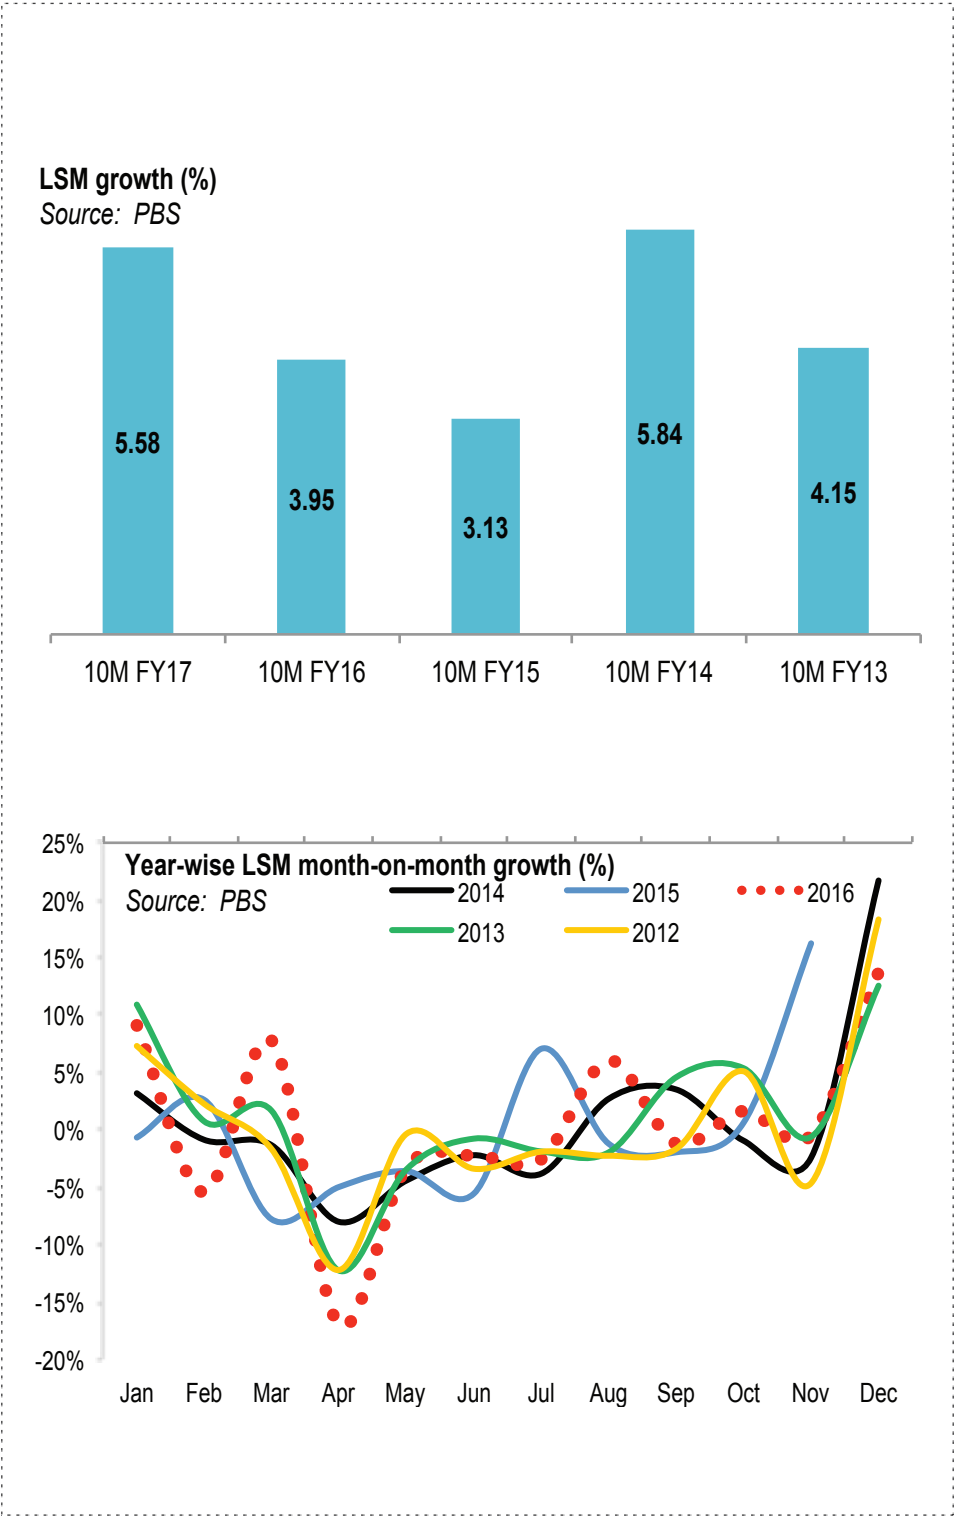 LSM growth (%)
Source: PBS
5.58
3.95
3.13
5.84
4.15
10M FY17
10M FY16
10M FY15
10M FY14
10M FY13
Year-wise LSM month-on-month growth (%)
Source: PBS
2014
2015
2016
2013
2012
25%
20%
15%
10%
5%
0%
-5%
-10%
-15%
-20%
Jan
Feb
Mar
Apr
May
Jun
Jul
Aug
Sep
Oct
Nov
Dec